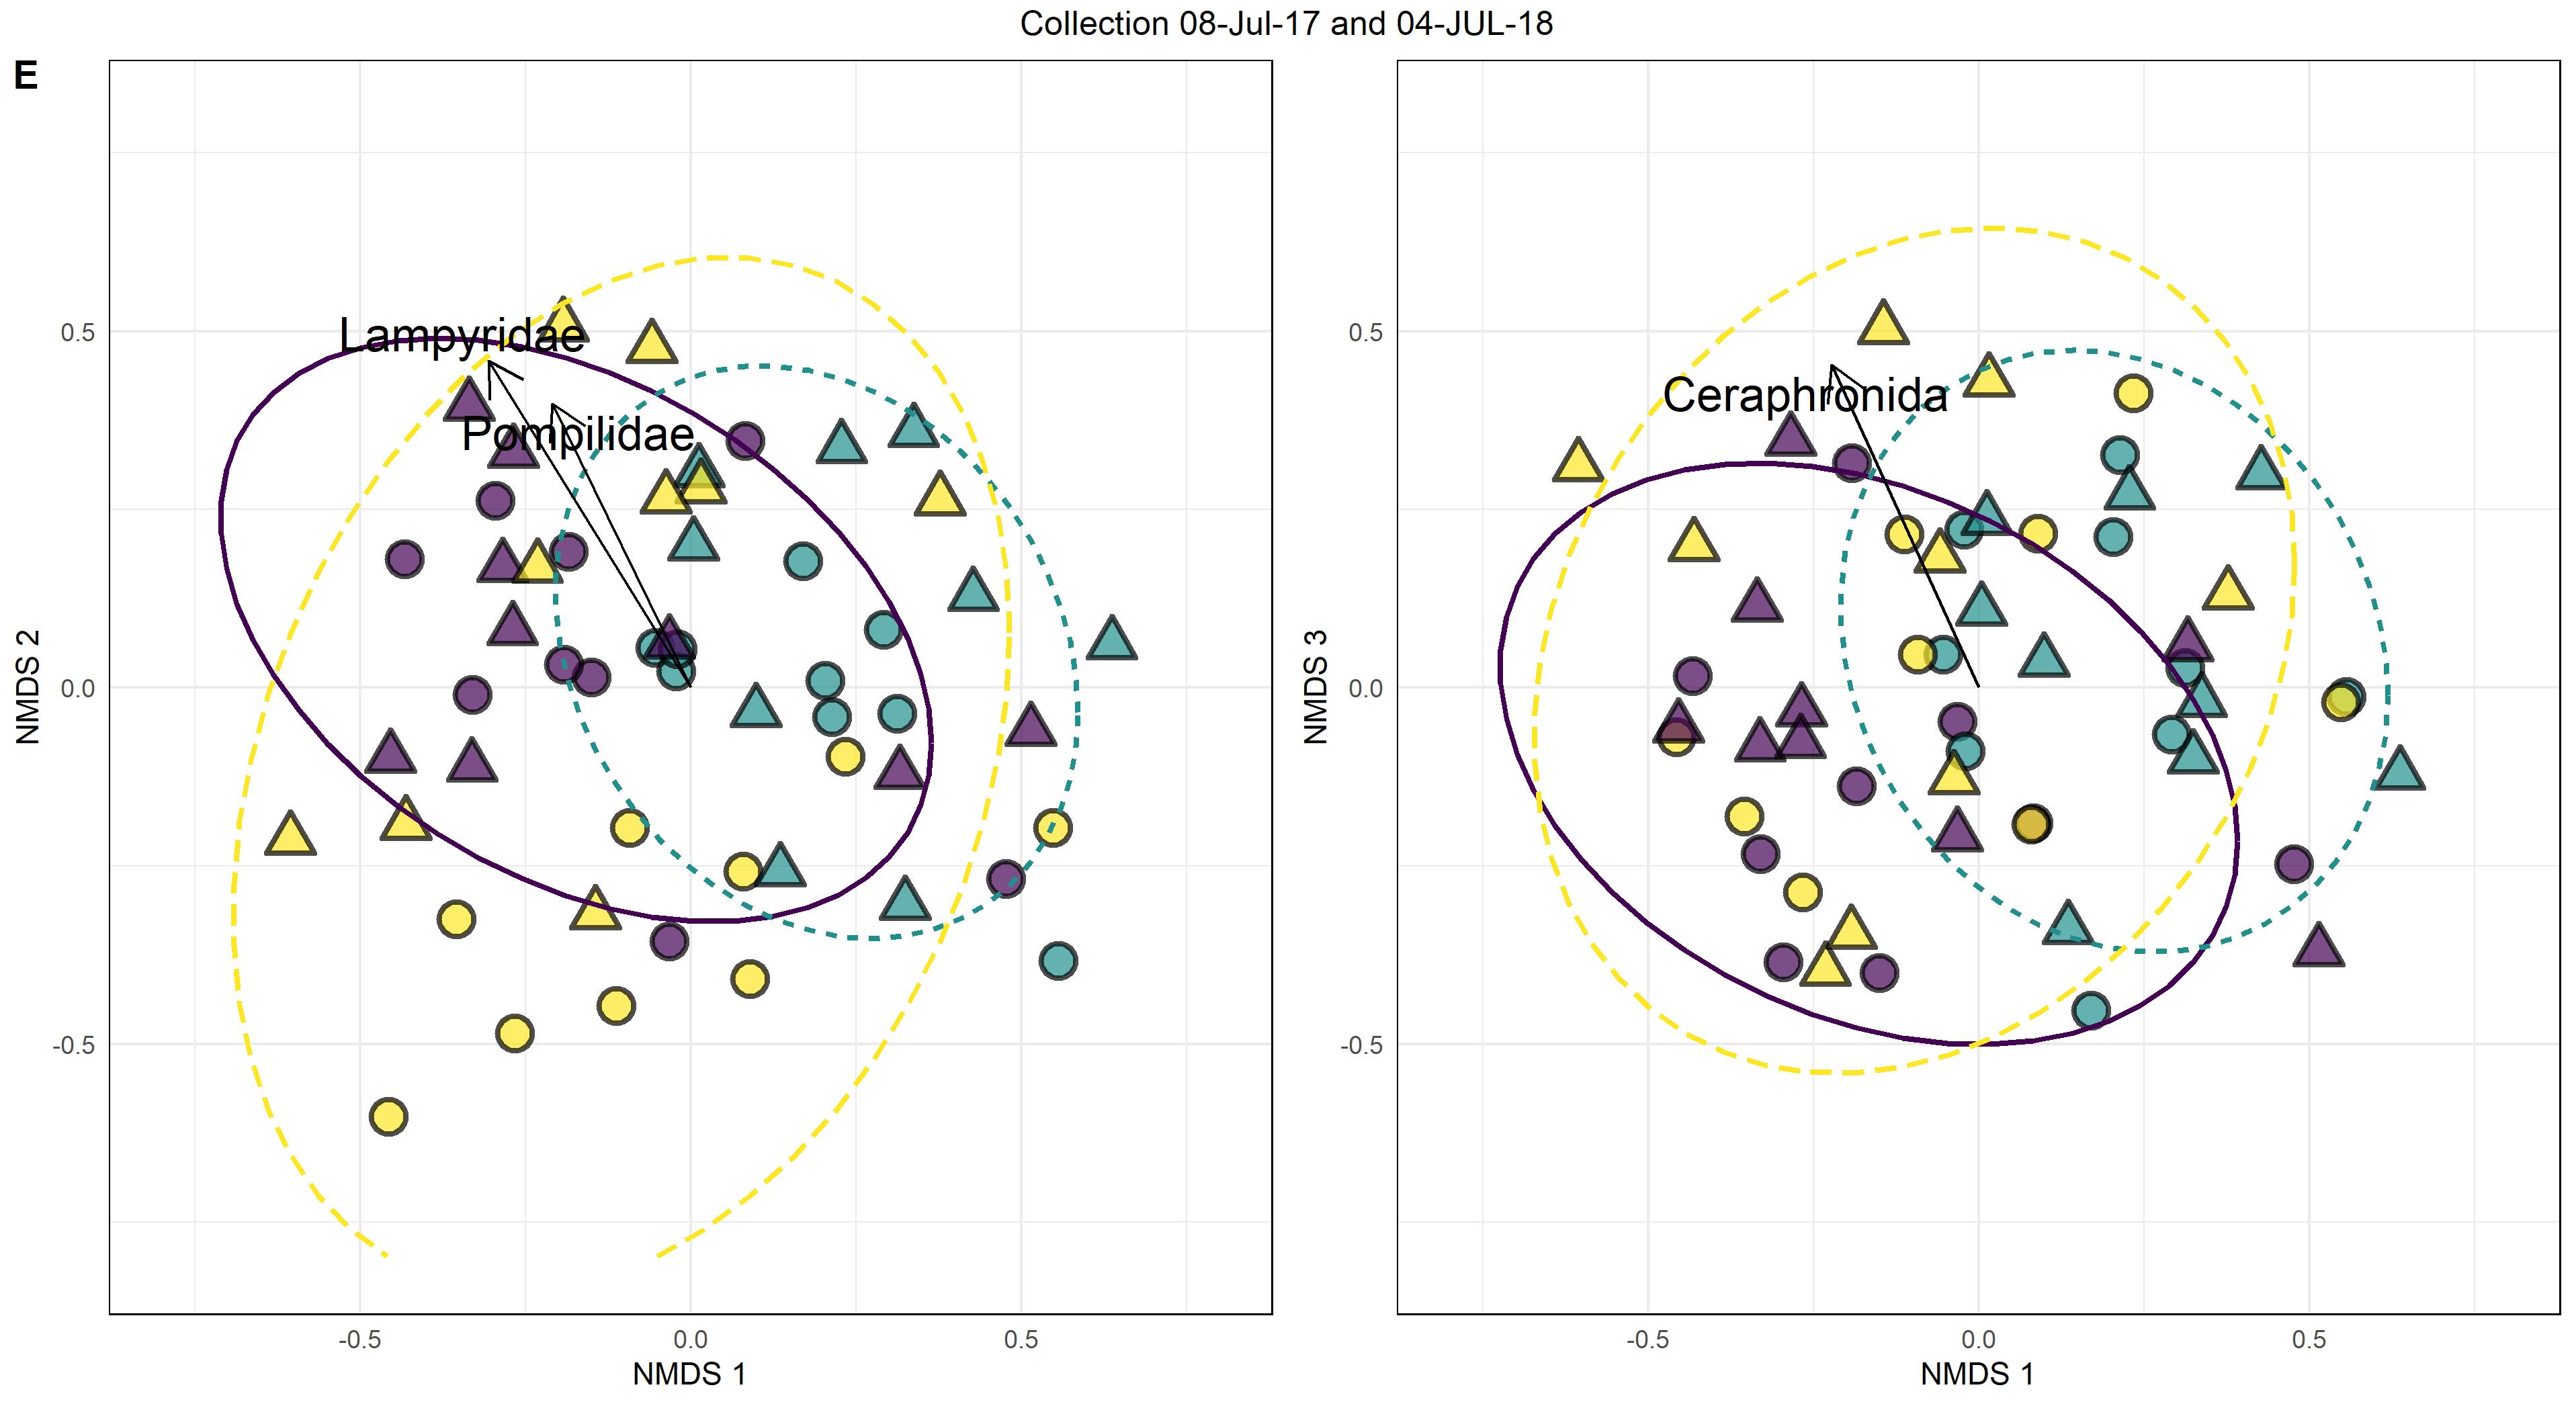 Collection 08-Jul-17 and 04-JUL-18
E
NMDS 2
0.5
0.0
-0.5
Lampyridae
Pompilidae
-0.5 0.0 0.5
NMDS 1
NMDS 3
0.5
0.0
-0.5
Ceraphronida
-0.5 0.0 0.5
NMDS 1